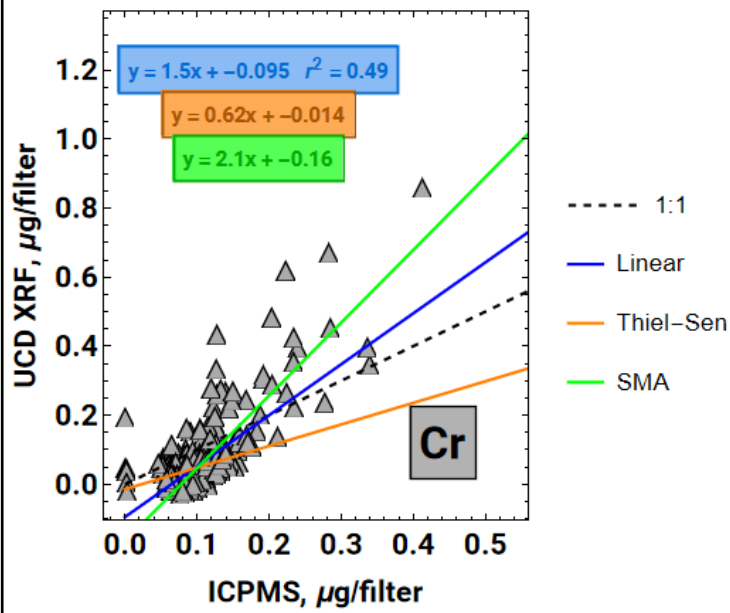 y = 1.5x + −0.095 r² = 0.49
y = 0.62x + −0.014
y = 2.1x + −0.16
1.2
1.0
0.8
0.6
0.4
0.2
0.0
UCD XRF, µg/filter
Cr
0.0 0.1 0.2 0.3 0.4 0.5
ICPMS, µg/filter
1:1
Linear
Thiel−Sen
SMA